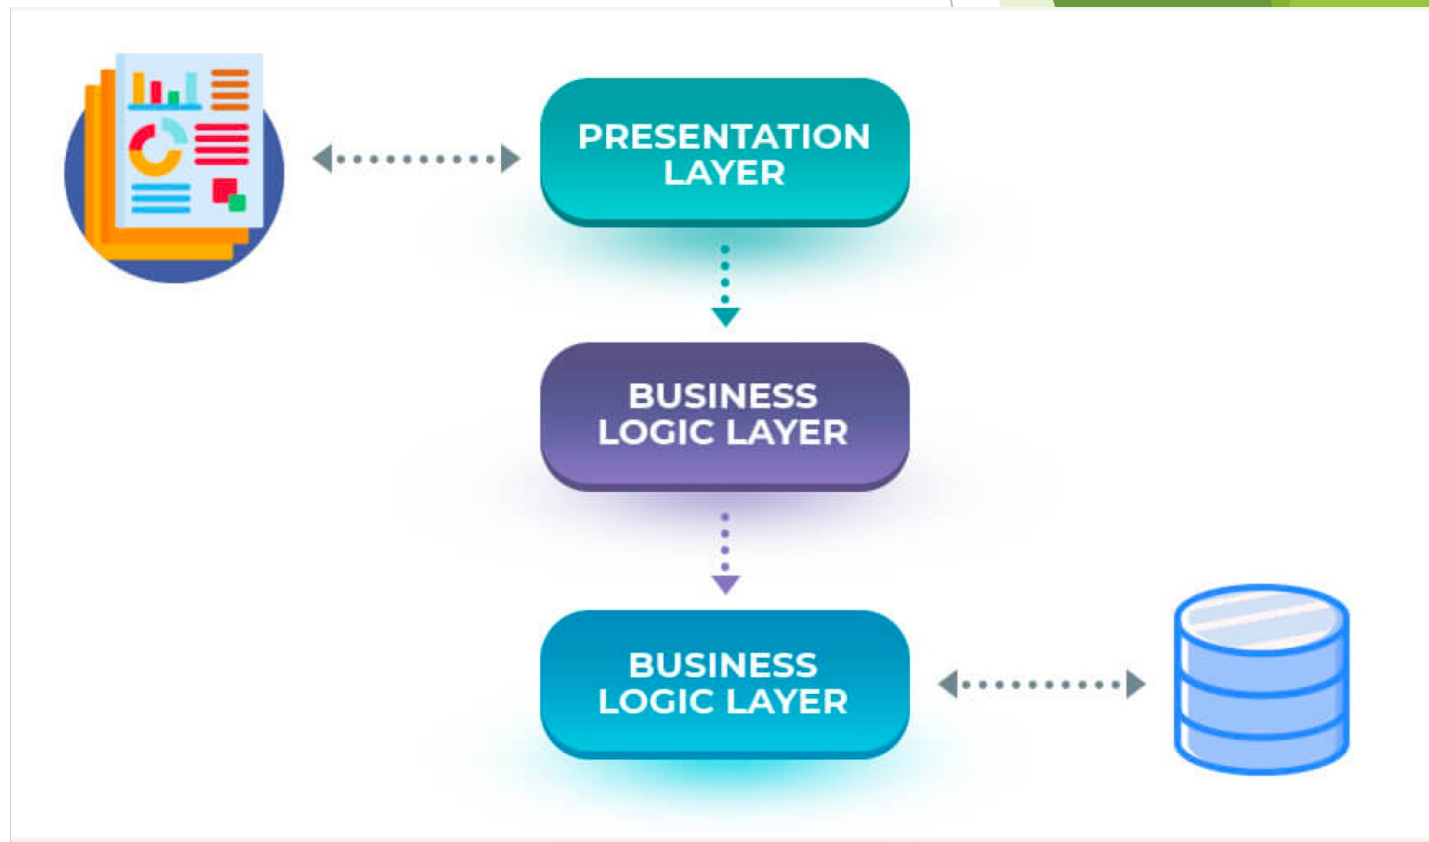 PRESENTATION
LAYER
BUSINESS
LOGIC LAYER
BUSINESS
LOGIC LAYER